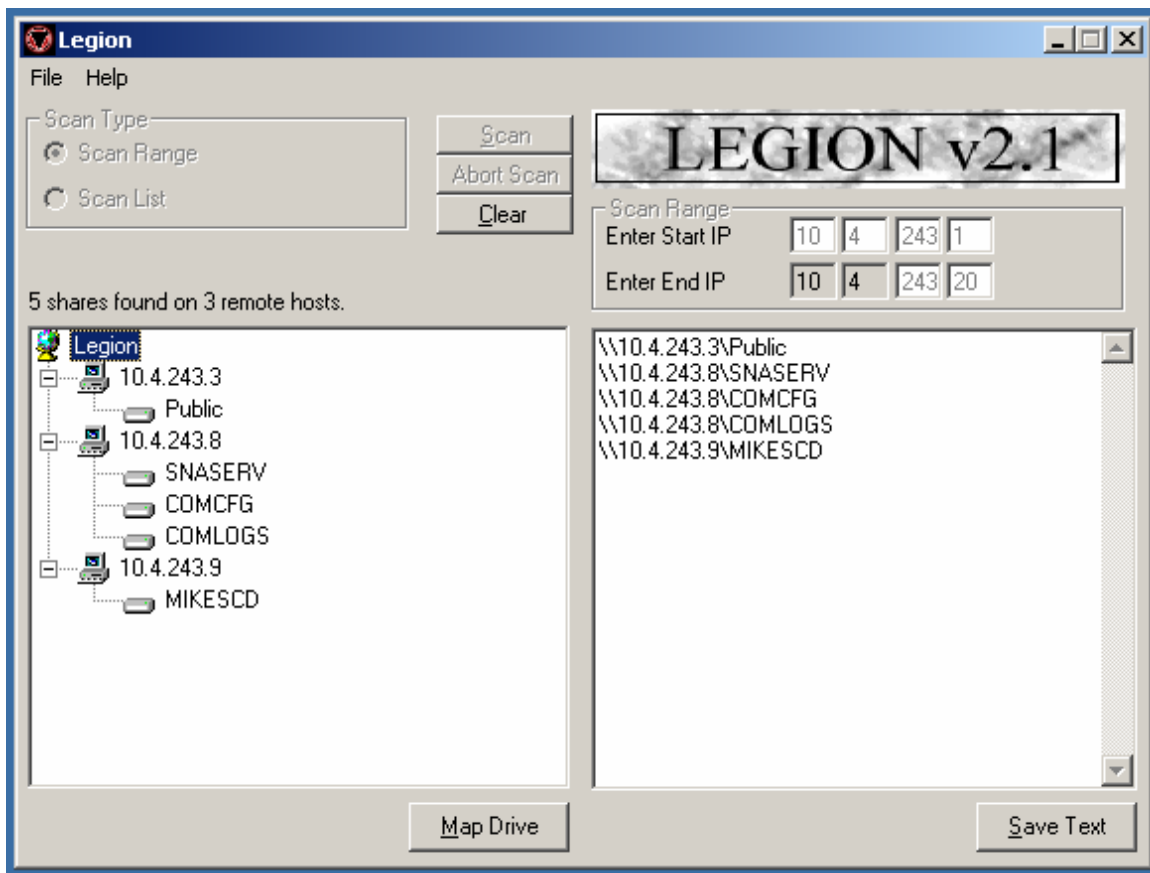 Legion
File Help
Scan Type
Scan Range
Scan List
Scan
Abort Scan
Clear
LEGION v2.1
Scan Range
Enter Start IP 10 4 243 1
Enter End IP 10 4 243 20
5 shares found on 3 remote hosts.
Legion
10.4.243.3
Public
10.4.243.8
SNASERV
COMCFG
COMLOGS
10.4.243.9
MIKESCD
\\10.4.243.3\Public
\\10.4.243.8\SNASERV
\\10.4.243.8\COMCFG
\\10.4.243.8\COMLOGS
\\10.4.243.9\MIKESCD
Map Drive
Save Text